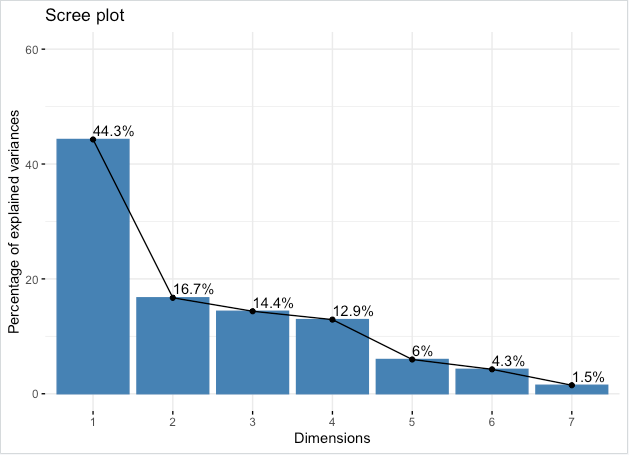 Scree plot
Percentage of explained variances
60
40
20
0
44.3%
16.7%
14.4%
12.9%
6%
4.3%
1.5%
1 2 3 4 5 6 7
Dimensions